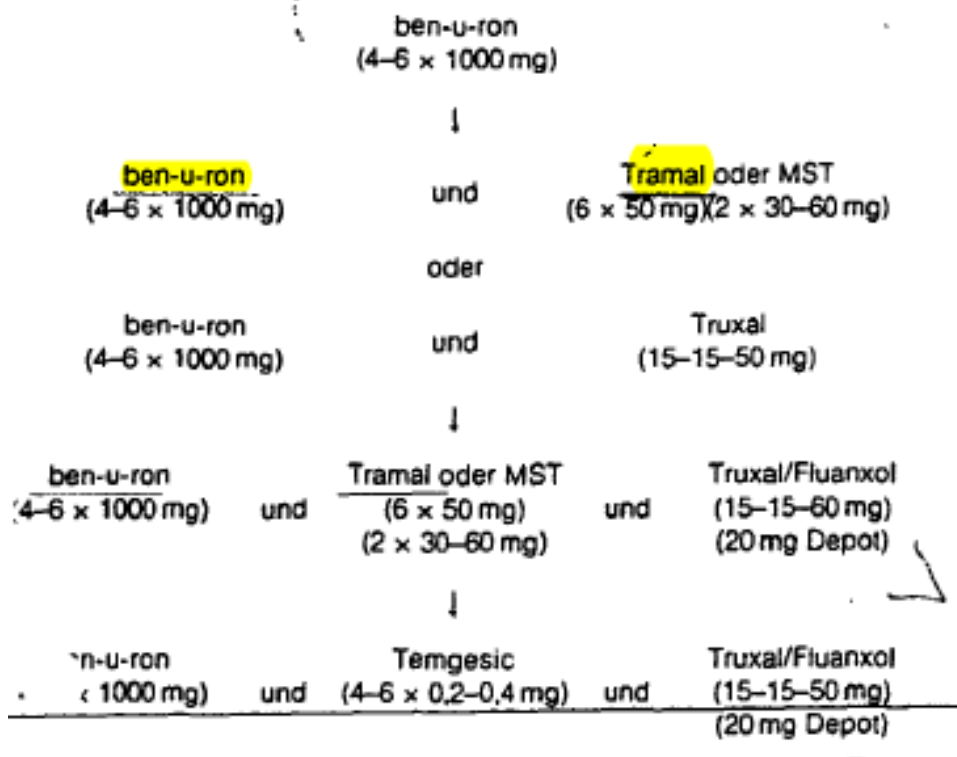 ben-u-ron
(4–6 × 1000 mg)
↓
ben-u-ron und Tramal oder MST
(4–6 × 1000 mg) (6 × 50 mg)(2 × 30–60 mg)
oder
ben-u-ron und Truxal
(4–6 × 1000 mg) (15–15–50 mg)
↓
ben-u-ron Tramal oder MST Truxal/Fluanxol
4–6 × 1000 mg) und (6 × 50 mg) und (15–15–60 mg)
(2 × 30–60 mg) (20 mg Depot)
↓
n-u-ron Temgesic Truxal/Fluanxol
1000 mg) und (4–6 × 0,2–0,4 mg) und (15–15–50 mg)
(20 mg Depot)